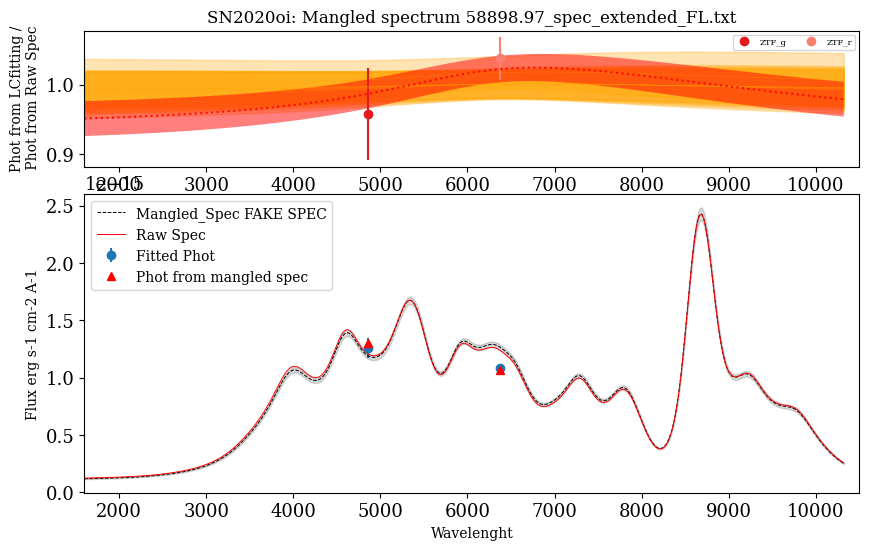 SN2020oi: Mangled spectrum 58898.97_spec_extended_FL.txt
Phot from LCfitting /
Phot from Raw Spec
ZTF_g ZTF_r
1.0
0.9
2000 3000 4000 5000 6000 7000 8000 9000 10000
Flux erg s-1 cm-2 A-1
Mangled_Spec FAKE SPEC
Raw Spec
Fitted Phot
Phot from mangled spec
2.5
2.0
1.5
1.0
0.5
0.0
2000 3000 4000 5000 6000 7000 8000 9000 10000
Wavelenght